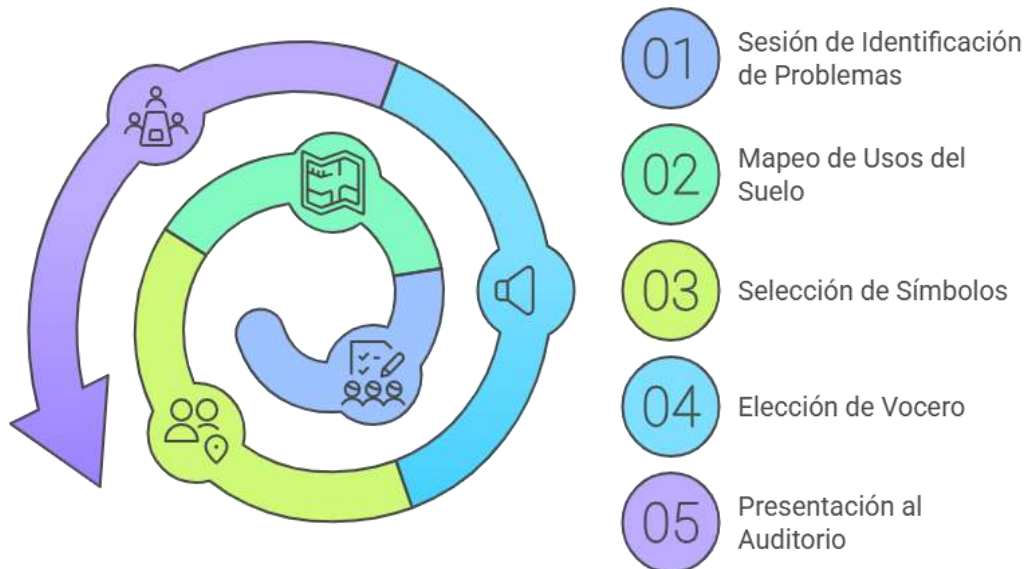 01
Sesión de Identificación
de Problemas
02
Mapeo de Usos del
Suelo
03
Selección de Símbolos
04
Elección de Vocero
05
Presentación al
Auditorio